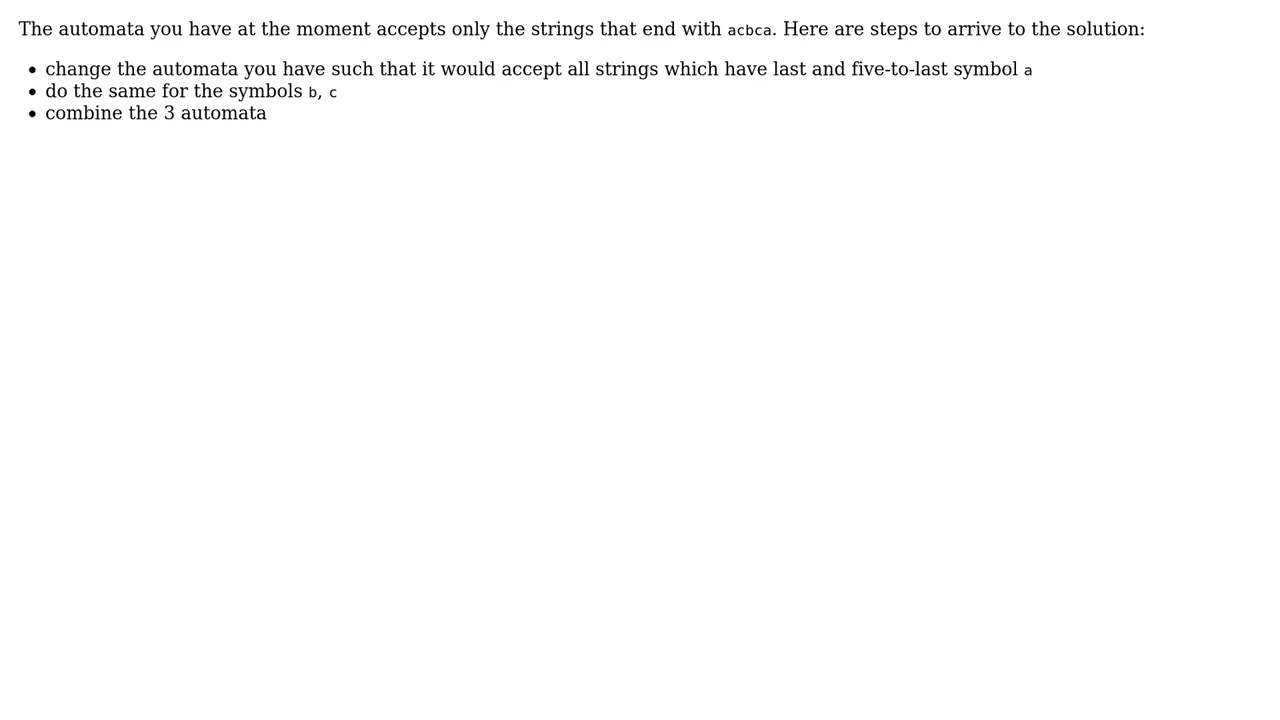 The automata you have at the moment accepts only the strings that end with acbca. Here are steps to arrive to the solution:
• change the automata you have such that it would accept all strings which have last and five-to-last symbol a
• do the same for the symbols b, c
• combine the 3 automata